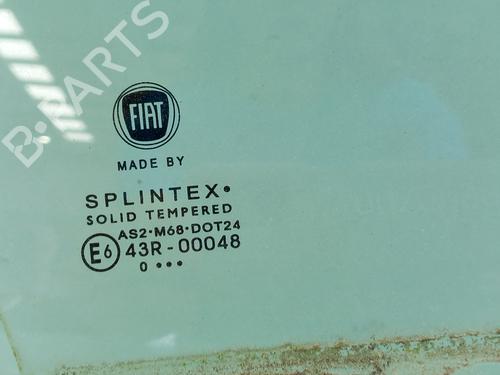 B-PARTS
FIAT
MADE BY
SPLINTEX•
SOLID TEMPERED
AS2•M68•DOT24
E6 43R-00048
0 •••